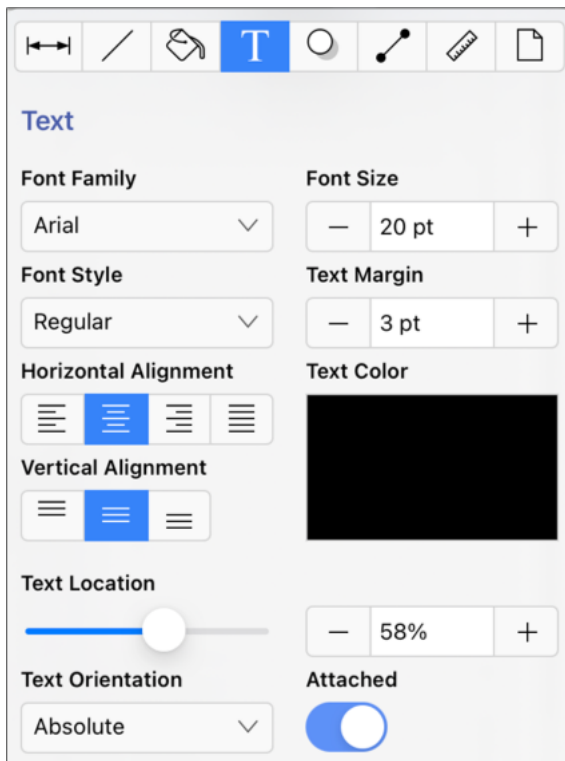 T
Text
Font Family Font Size
Arial 20 pt
Font Style Text Margin
Regular 3 pt
Horizontal Alignment Text Color
Vertical Alignment
Text Location
58%
Text Orientation Attached
Absolute